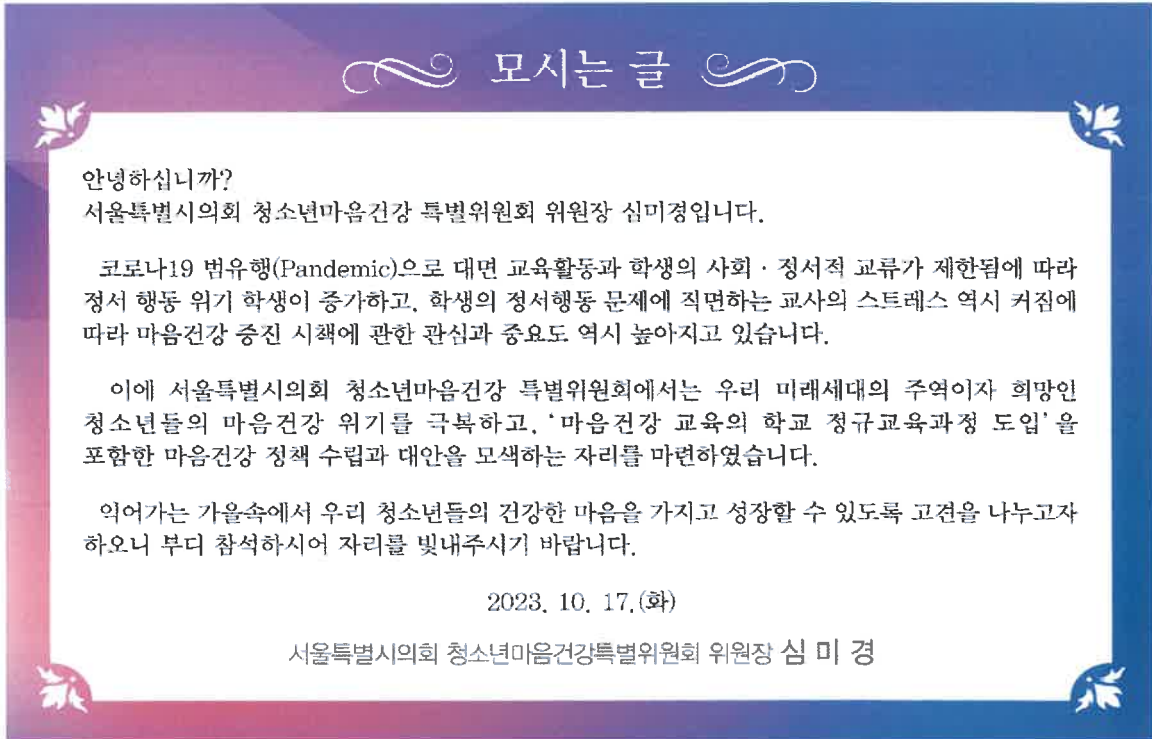 모시는 글
안녕하십니까?
서울특별시의회 청소년마음건강 특별위원회 위원장 심미경입니다.
코로나19 범유행(Pandemic)으로 대면 교육활동과 학생의 사회 · 정서적 교류가 제한됨에 따라
정서 행동 위기 학생이 증가하고, 학생의 정서행동 문제에 직면하는 교사의 스트레스 역시 커짐에
따라 마음건강 증진 시책에 관한 관심과 중요도 역시 높아지고 있습니다.
이에 서울특별시의회 청소년마음건강 특별위원회에서는 우리 미래세대의 주역이자 희망인
청소년들의 마음건강 위기를 극복하고, '마음건강 교육의 학교 정규교육과정 도입'을
포함한 마음건강 정책 수립과 대안을 모색하는 자리를 마련하였습니다.
익어가는 가을속에서 우리 청소년들의 건강한 마음을 가지고 성장할 수 있도록 고견을 나누고자
하오니 부디 참석하시어 자리를 빛내주시기 바랍니다.
2023. 10. 17.(화)
서울특별시의회 청소년마음건강특별위원회 위원장 심 미 경